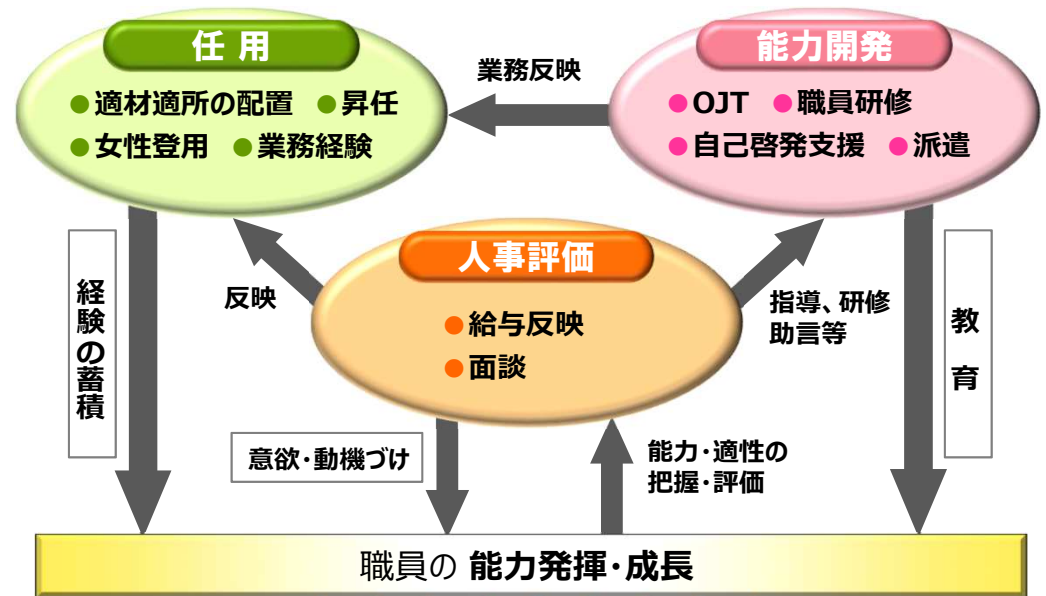 任 用
●適材適所の配置 ●昇任
●女性登用 ●業務経験
業務反映
能力開発
●OJT ●職員研修
●自己啓発支援 ●派遣
人事評価
●給与反映
●面談
反映
指導、研修
助言等
経験の蓄積
教育
意欲・動機づけ
能力・適性の
把握・評価
職員の 能力発揮・成長